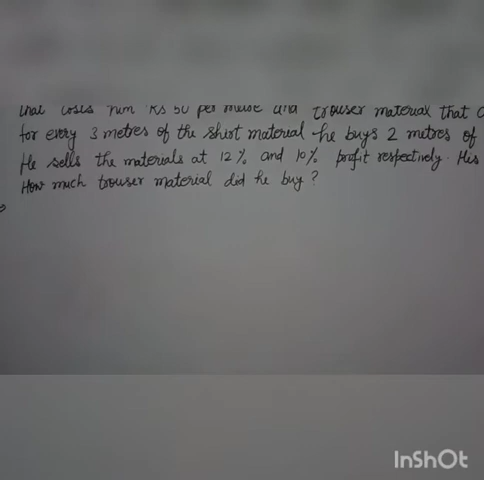 that costs him Rs 50 per metre and trouser material that
for every 3 metres of the shirt material he buys 2 metres of
He sells the materials at 12% and 10% profit respectively. His
How much trouser material did he buy?
InShOt